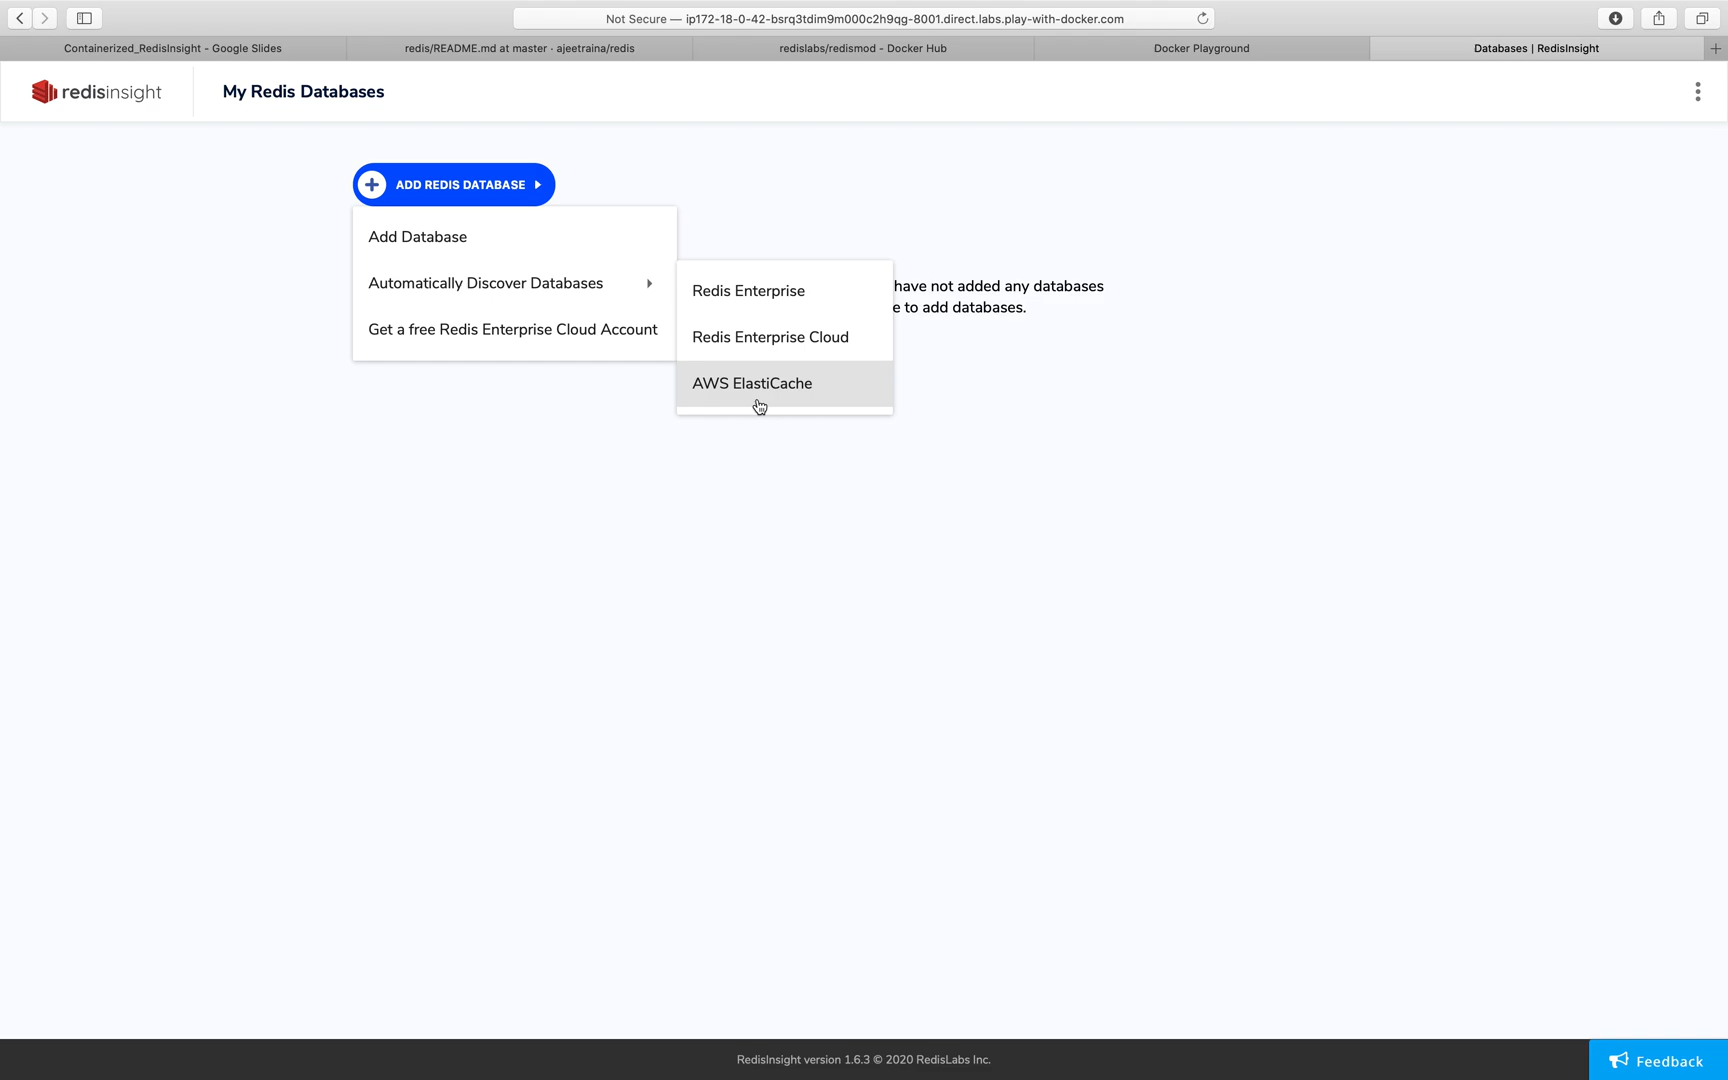 Not Secure — ip172-18-0-42-bsrq3tdim9m000c2h9qg-8001.direct.labs.play-with-docker.com
Containerized_RedisInsight - Google Slides
redis/README.md at master · ajeetraina/redis
redislabs/redismod - Docker Hub
Docker Playground
Databases | RedisInsight
redisinsight
My Redis Databases
ADD REDIS DATABASE
Add Database
Automatically Discover Databases
Get a free Redis Enterprise Cloud Account
Redis Enterprise
Redis Enterprise Cloud
AWS ElastiCache
have not added any databases
e to add databases.
RedisInsight version 1.6.3 © 2020 RedisLabs Inc.
Feedback